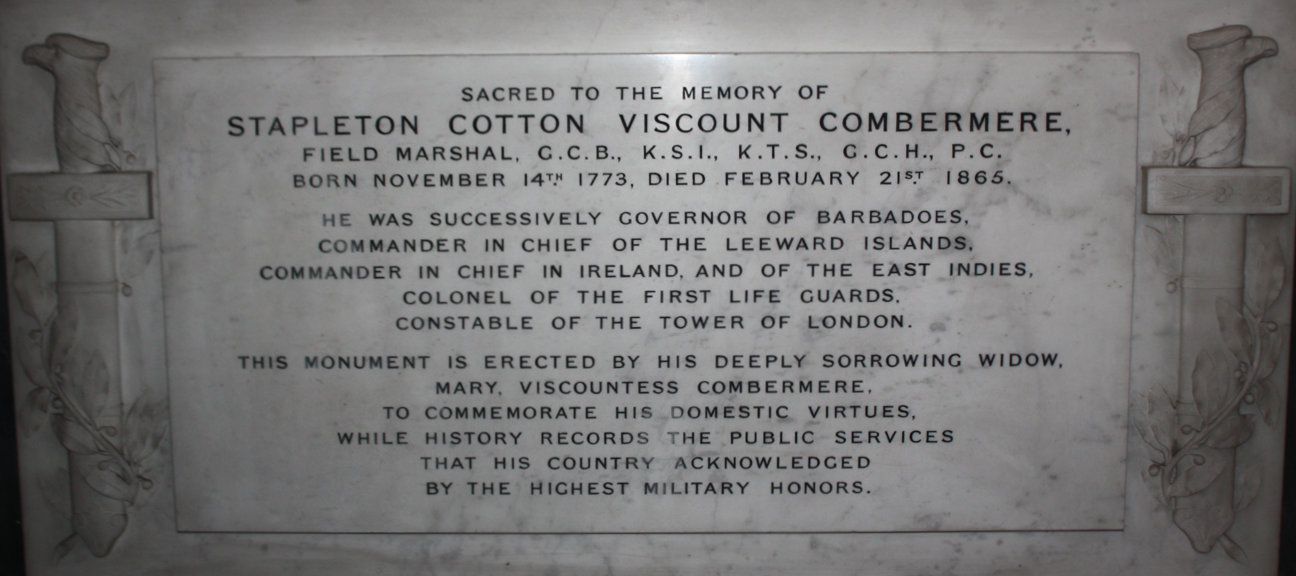 SACRED TO THE MEMORY OF
STAPLETON COTTON VISCOUNT COMBERMERE,
FIELD MARSHAL, G.C.B., K.S.I., K.T.S., G.C.H., P.C.
BORN NOVEMBER 14TH 1773, DIED FEBRUARY 21ST 1865.
HE WAS SUCCESSIVELY GOVERNOR OF BARBADOES,
COMMANDER IN CHIEF OF THE LEEWARD ISLANDS,
COMMANDER IN CHIEF IN IRELAND, AND OF THE EAST INDIES,
COLONEL OF THE FIRST LIFE GUARDS,
CONSTABLE OF THE TOWER OF LONDON.
THIS MONUMENT IS ERECTED BY HIS DEEPLY SORROWING WIDOW,
MARY, VISCOUNTESS COMBERMERE,
TO COMMEMORATE HIS DOMESTIC VIRTUES,
WHILE HISTORY RECORDS THE PUBLIC SERVICES
THAT HIS COUNTRY ACKNOWLEDGED
BY THE HIGHEST MILITARY HONORS.